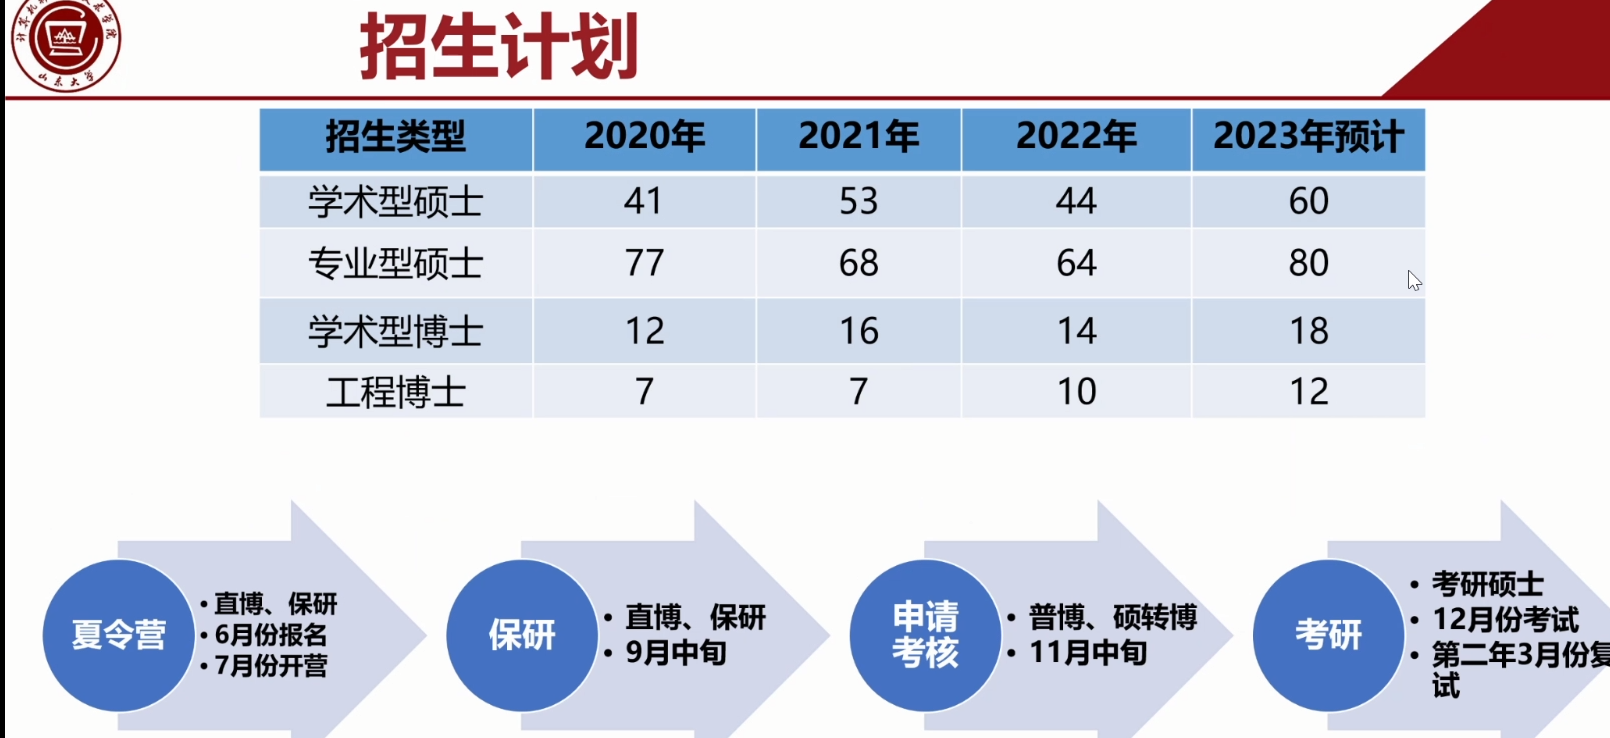 招生计划
山东大学
招生类型 2020年 2021年 2022年 2023年预计
学术型硕士 41 53 44 60
专业型硕士 77 68 64 80
学术型博士 12 16 14 18
工程博士 7 7 10 12
夏令营
• 直博、保研
• 6月份报名
• 7月份开营
保研
• 直博、保研
• 9月中旬
申请
考核
• 普博、硕转博
• 11月中旬
考研
• 考研硕士
• 12月份考试
• 第二年3月份复
试